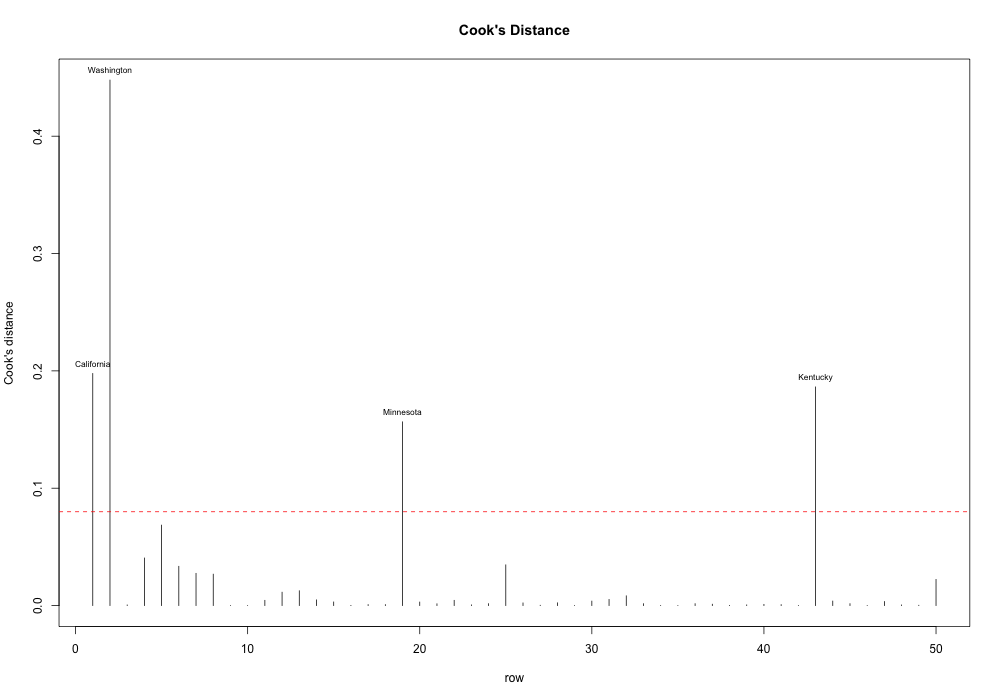 Cook's Distance
Washington
California
Minnesota
Kentucky
Cook's distance
0.0
0.1
0.2
0.3
0.4
0
10
20
30
40
50
row